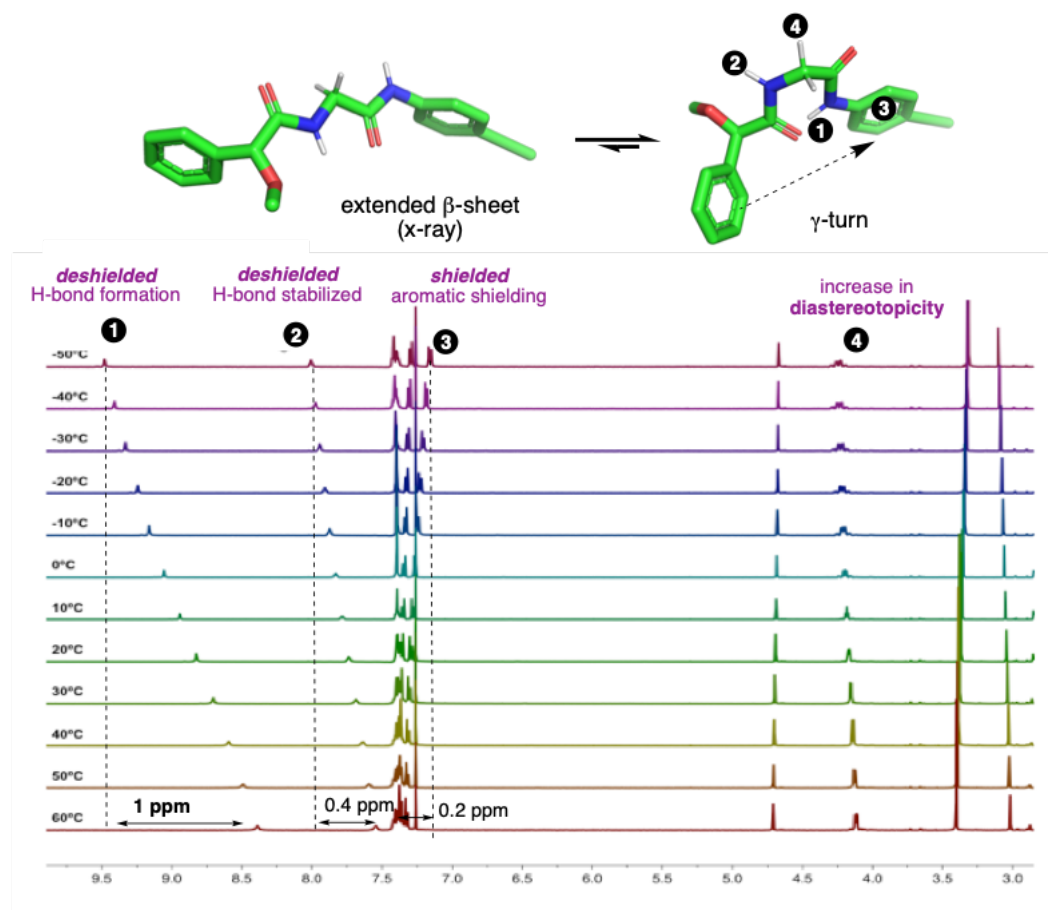 4
2
3
1
extended β-sheet
(x-ray)
γ-turn
deshielded
H-bond formation
deshielded
H-bond stabilized
shielded
aromatic shielding
increase in
diastereotopicity
1
2
3
4
-50°C
-40°C
-30°C
-20°C
-10°C
0°C
10°C
20°C
30°C
40°C
50°C
60°C
1 ppm
0.4 ppm
0.2 ppm
9.5 9.0 8.5 8.0 7.5 7.0 6.5 6.0 5.5 5.0 4.5 4.0 3.5 3.0